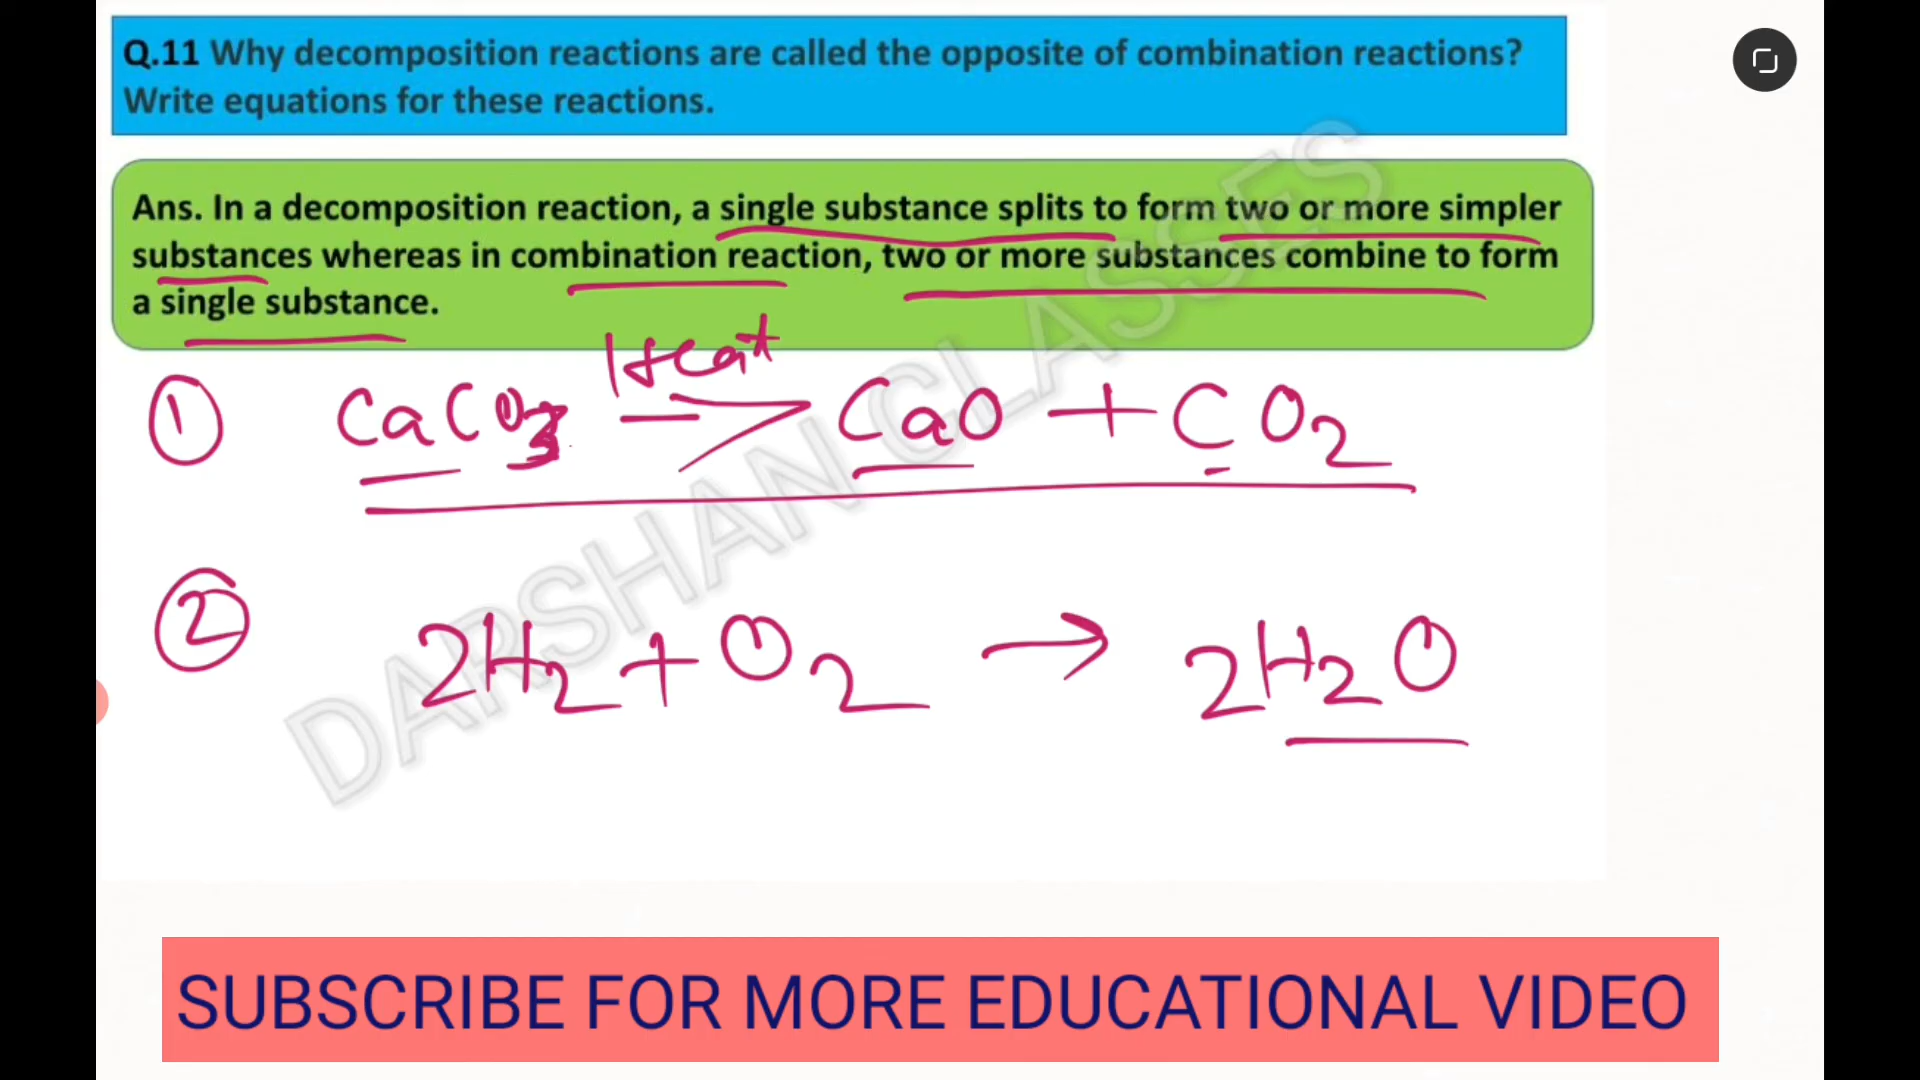 Q.11 Why decomposition reactions are called the opposite of combination reactions?
Write equations for these reactions.
Ans. In a decomposition reaction, a single substance splits to form two or more simpler
substances whereas in combination reaction, two or more substances combine to form
a single substance.
Heat
① CaCO₃ → CaO + CO₂
② 2H₂ + O₂ → 2H₂O
DARSHAN CLASSES
SUBSCRIBE FOR MORE EDUCATIONAL VIDEO